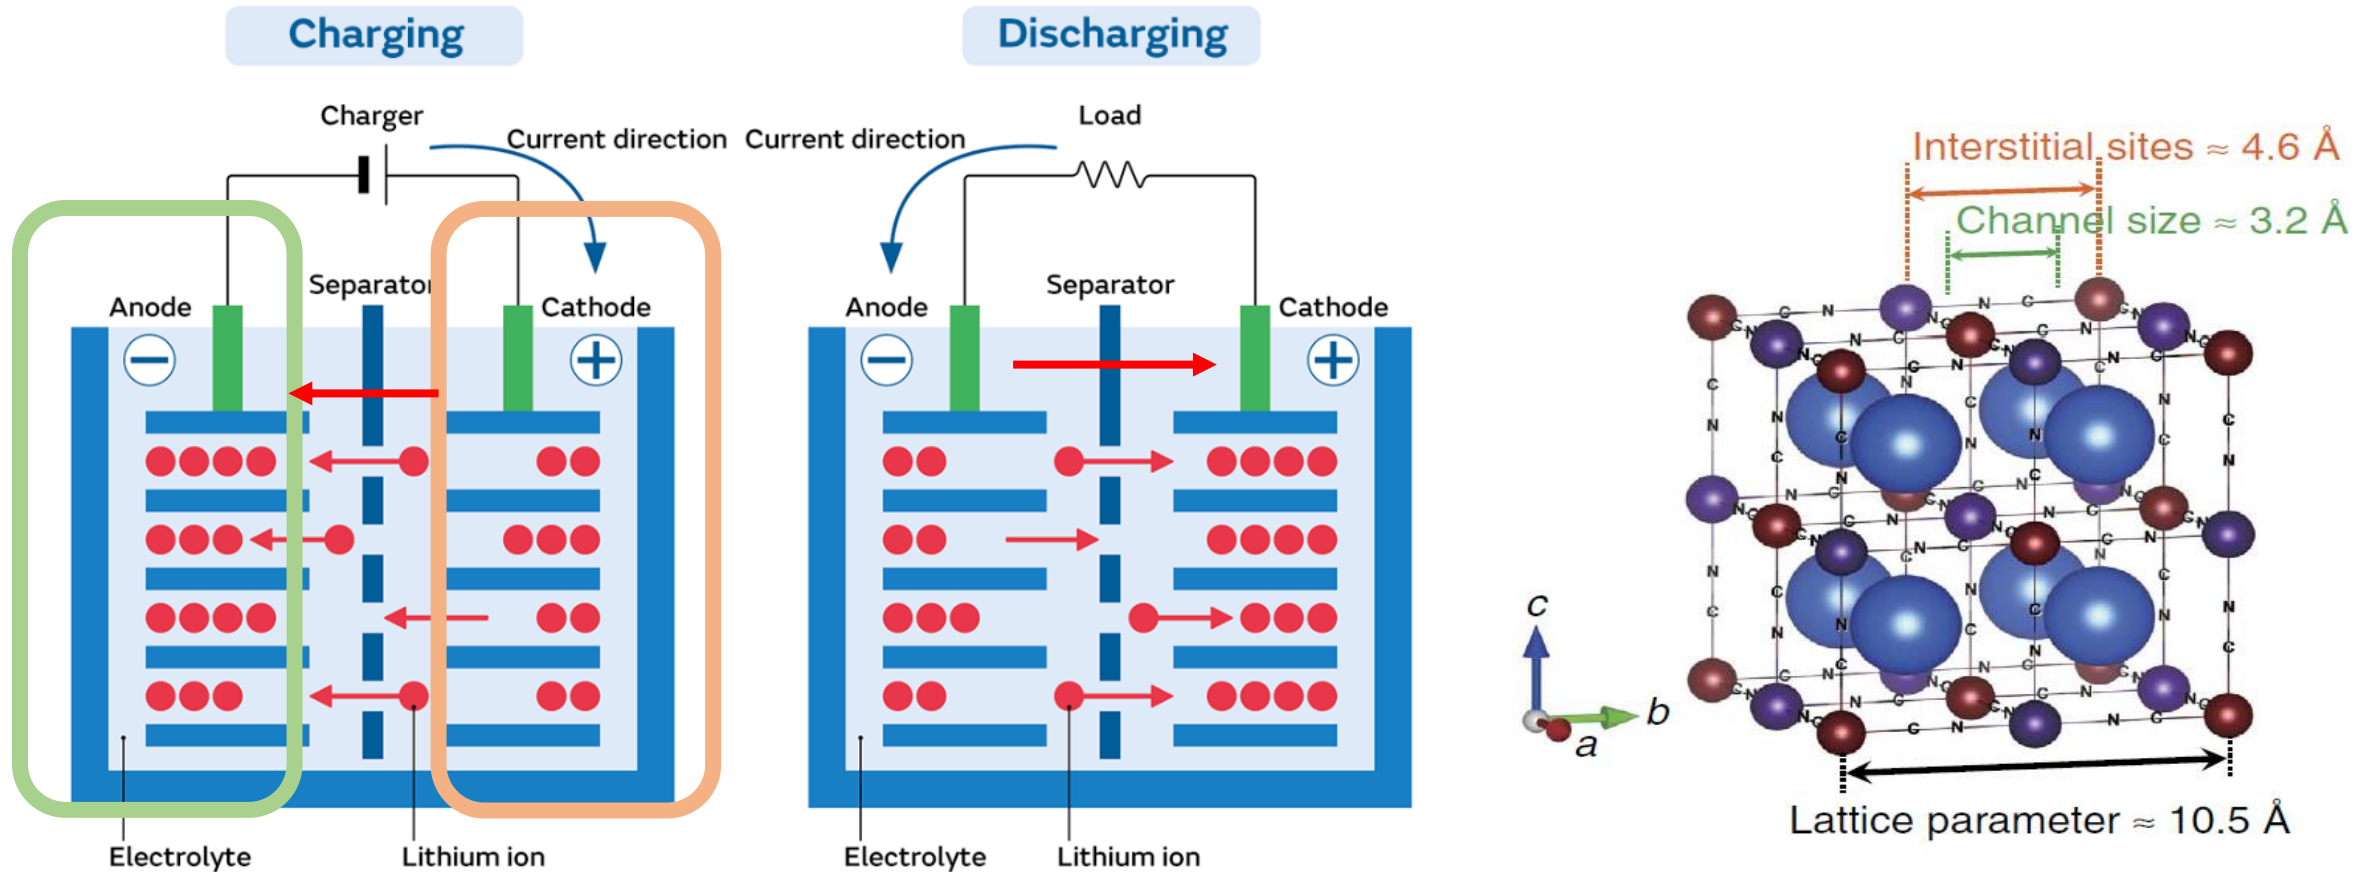 Charging
Charger
Current direction
Anode
Separator
Cathode
Electrolyte
Lithium ion
Discharging
Load
Current direction
Anode
Separator
Cathode
Electrolyte
Lithium ion
Interstitial sites ≈ 4.6 Å
Channel size ≈ 3.2 Å
c
b
a
Lattice parameter ≈ 10.5 Å